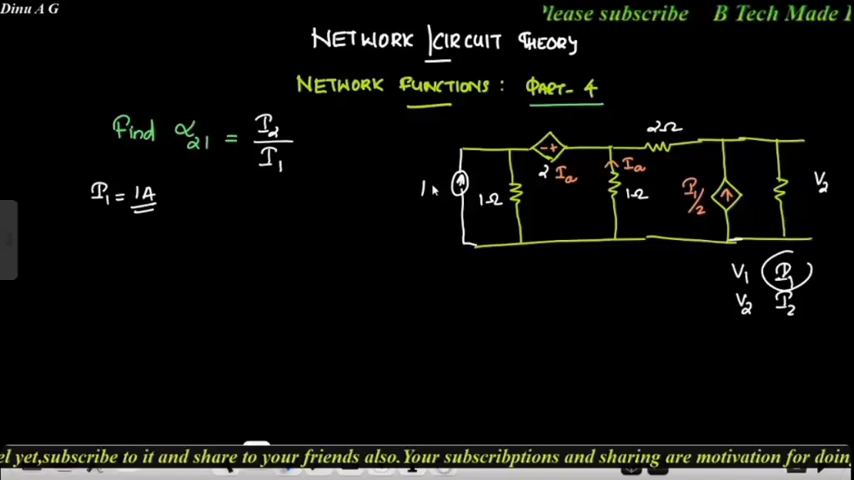 Dinu A G
Please subscribe B Tech Made
NETWORK | CIRCUIT THEORY
NETWORK FUNCTIONS : PART- 4
Find α21 = I2 / I1
I1 = 1A
2Ω
- +
2 Ia
Ia
1
1Ω
1Ω
I1/2
V2
V1 I1
V2 I2
el yet,subscribe to it and share to your friends also.Your subscribptions and sharing are motivation for doin